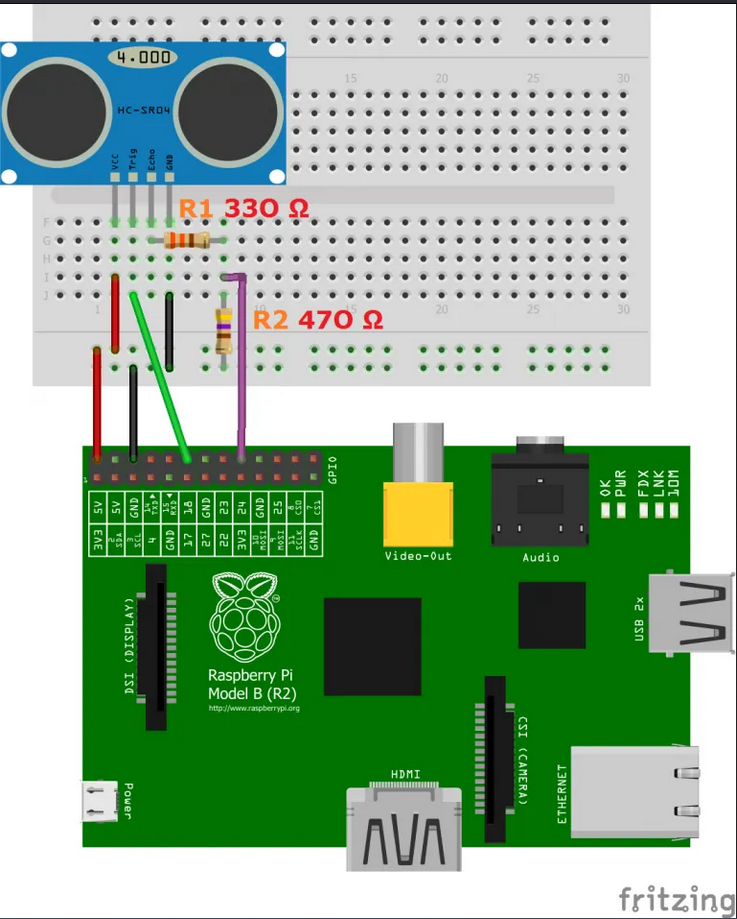 4.000
HC-SR04
VCC
Trig
Echo
GND
15
20
25
30
R1 330 Ω
F
G
H
I
J
1
10
15
20
25
30
R2 470 Ω
GPIO
5V 5V GND 14 TXD 15 RXD 18 GND 23 24 GND 25 8 CS0 7 CS1
3V3 2 SDA 3 SCL 4 GND 17 27 22 3V3 10 MOSI 9 MOSI 11 SCLK GND
OK
PWR
FDX
LNK
10M
Video-Out
Audio
USB 2x
DSI (DISPLAY)
Raspberry Pi
Model B (R2)
http://www.raspberrypi.org
CSI (CAMERA)
HDMI
ETHERNET
Power
fritzing